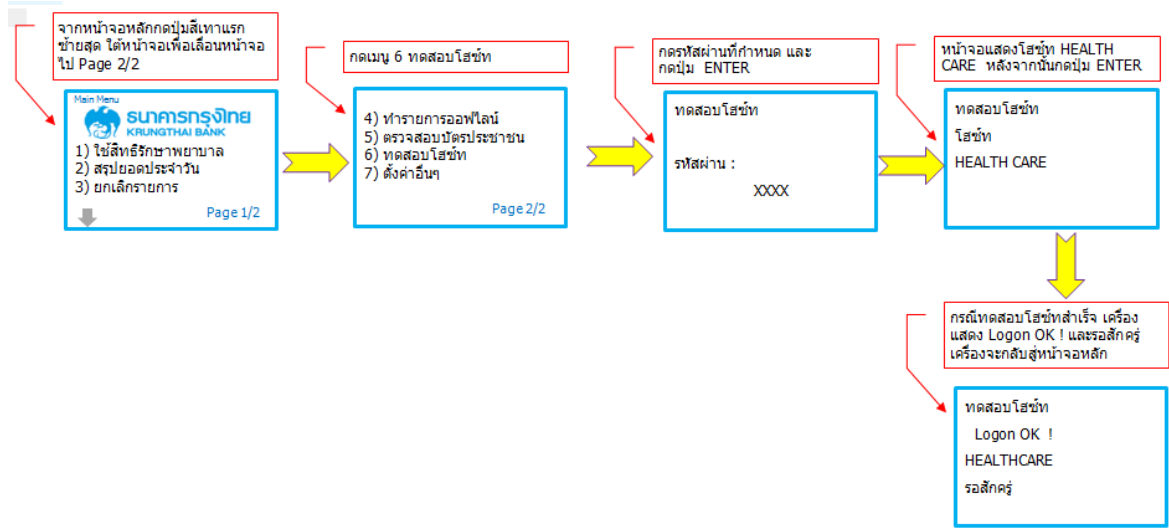 จากหน้าจอหลักกดปุ่มสีเทาแรก
ซ้ายสุด ใต้หน้าจอเพื่อเลื่อนหน้าจอ
ไป Page 2/2
Main Menu
ธนาคารกรุงไทย
KRUNGTHAI BANK
1) ใช้สิทธิรักษาพยาบาล
2) สรุปยอดประจำวัน
3) ยกเลิกรายการ
Page 1/2
กดเมนู 6 ทดสอบโฮซ์ท
4) ทำรายการออฟไลน์
5) ตรวจสอบบัตรประชาชน
6) ทดสอบโฮซ์ท
7) ตั้งค่าอื่นๆ
Page 2/2
กดรหัสผ่านที่กำหนด และ
กดปุ่ม ENTER
ทดสอบโฮซ์ท
รหัสผ่าน :
XXXX
หน้าจอแสดงโฮซ์ท HEALTH
CARE หลังจากนั้นกดปุ่ม ENTER
ทดสอบโฮซ์ท
โฮซ์ท
HEALTH CARE
กรณีทดสอบโฮซ์ทสำเร็จ เครื่อง
แสดง Logon OK ! และรอสักครู่
เครื่องจะกลับสู่หน้าจอหลัก
ทดสอบโฮซ์ท
Logon OK !
HEALTHCARE
รอสักครู่